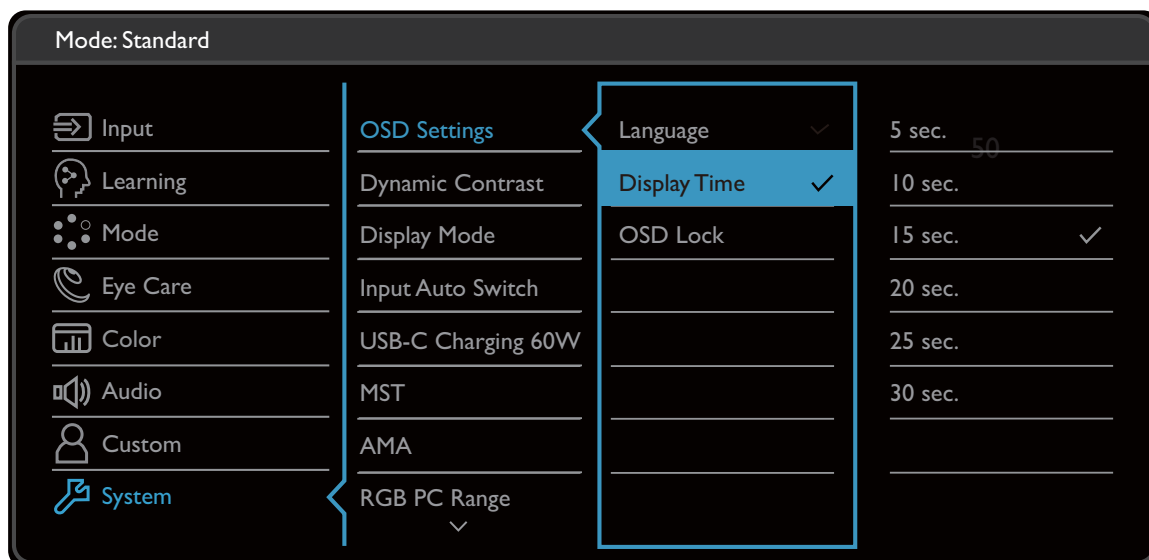 Mode: Standard
Input
Learning
Mode
Eye Care
Color
Audio
Custom
System
OSD Settings
Dynamic Contrast
Display Mode
Input Auto Switch
USB-C Charging 60W
MST
AMA
RGB PC Range
Language
Display Time
OSD Lock
5 sec.
50
10 sec.
15 sec.
20 sec.
25 sec.
30 sec.